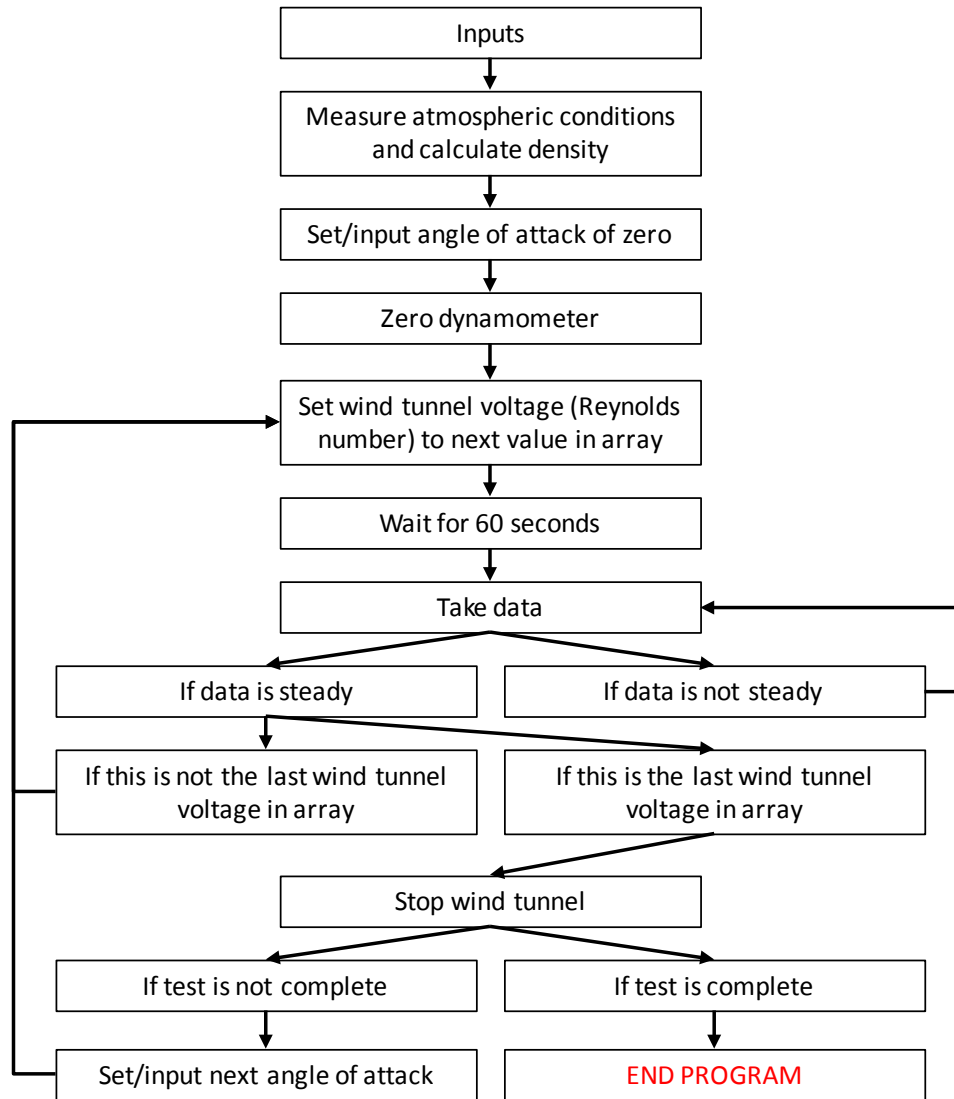 Inputs
Measure atmospheric conditions
and calculate density
Set/input angle of attack of zero
Zero dynamometer
Set wind tunnel voltage (Reynolds
number) to next value in array
Wait for 60 seconds
Take data
If data is steady
If data is not steady
If this is not the last wind tunnel
voltage in array
If this is the last wind tunnel
voltage in array
Stop wind tunnel
If test is not complete
If test is complete
Set/input next angle of attack
END PROGRAM